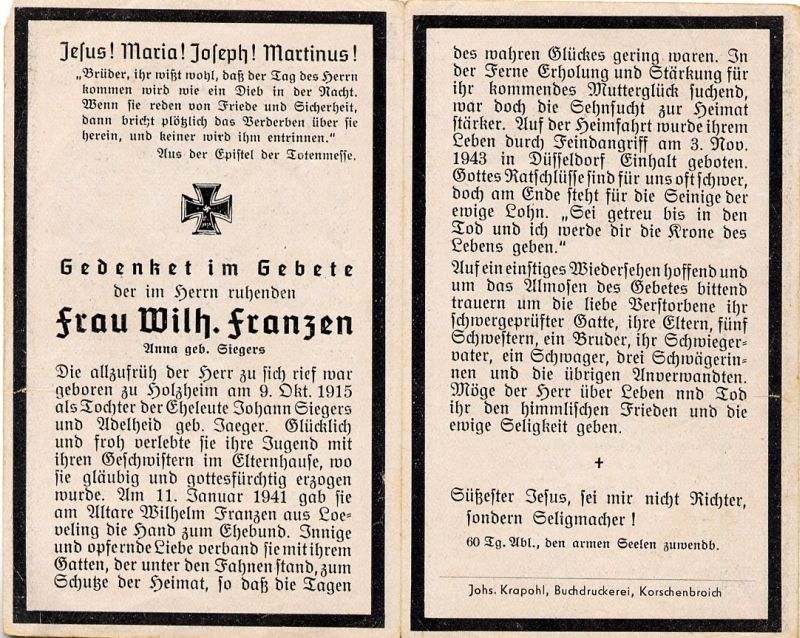 Jesus! Maria! Joseph! Martinus!
„Brüder, ihr wißt wohl, daß der Tag des Herrn
kommen wird wie ein Dieb in der Nacht.
Wenn sie reden von Friede und Sicherheit,
dann bricht plötzlich das Verderben über sie
herein, und keiner wird ihm entrinnen."
Aus der Epistel der Totenmesse.
Gedenket im Gebete
der im Herrn ruhenden
Frau Wilh. Franzen
Anna geb. Siegers
Die allzufrüh der Herr zu sich rief war
geboren zu Holzheim am 9. Okt. 1915
als Tochter der Eheleute Johann Siegers
und Adelheid geb. Jaeger. Glücklich
und froh verlebte sie ihre Jugend mit
ihren Geschwistern im Elternhause, wo
sie gläubig und gottesfürchtig erzogen
wurde. Am 11. Januar 1941 gab sie
am Altare Wilhelm Franzen aus Loe-
veling die Hand zum Ehebund. Innige
und opfernde Liebe verband sie mit ihrem
Gatten, der unter den Fahnen stand, zum
Schutze der Heimat, so daß die Tagen
des wahren Glückes gering waren. In
der Ferne Erholung und Stärkung für
ihr kommendes Mutterglück suchend,
war doch die Sehnsucht zur Heimat
stärker. Auf der Heimfahrt wurde ihrem
Leben durch Feindangriff am 3. Nov.
1943 in Düsseldorf Einhalt geboten.
Gottes Ratschlüsse sind für uns oft schwer,
doch am Ende steht für die Seinige der
ewige Lohn. „Sei getreu bis in den
Tod und ich werde dir die Krone des
Lebens geben."
Auf ein einstiges Wiedersehen hoffend und
um das Almosen des Gebetes bittend
trauern um die liebe Verstorbene ihr
schwergeprüfter Gatte, ihre Eltern, fünf
Schwestern, ein Bruder, ihr Schwieger-
vater, ein Schwager, drei Schwägerin-
nen und die übrigen Anverwandten.
Möge der Herr über Leben nnd Tod
ihr den himmlischen Frieden und die
ewige Seligkeit geben.
Süßester Jesus, sei mir nicht Richter,
sondern Seligmacher!
60 Tg. Abl., den armen Seelen zuwendb.
Johs. Krapohl, Buchdruckerei, Korschenbroich